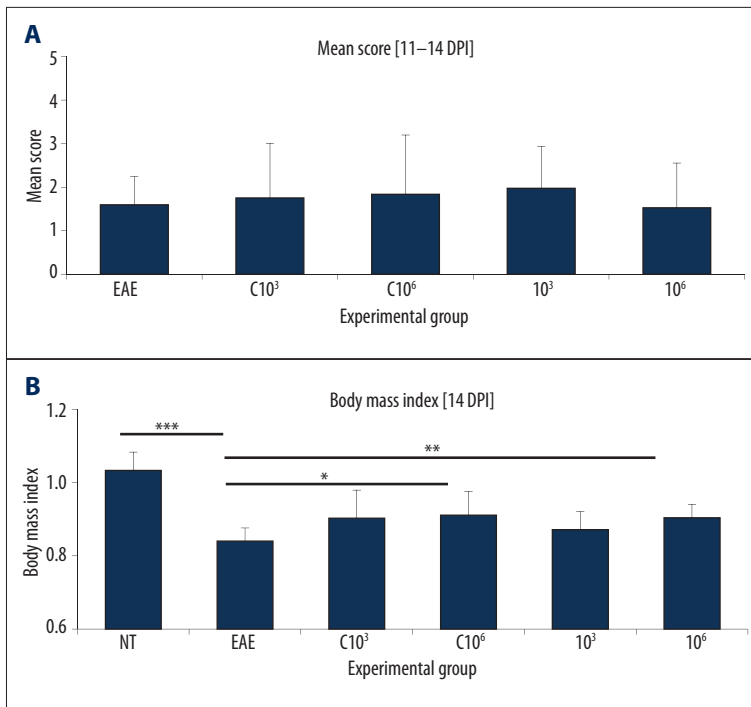 A
Mean score [11–14 DPI]
5
4
3
2
1
0
Mean score
EAE C10³ C10⁶ 10³ 10⁶
Experimental group
B
Body mass index [14 DPI]
1.2
1.0
0.8
0.6
Body mass index
***
**
*
NT EAE C10³ C10⁶ 10³ 10⁶
Experimental group